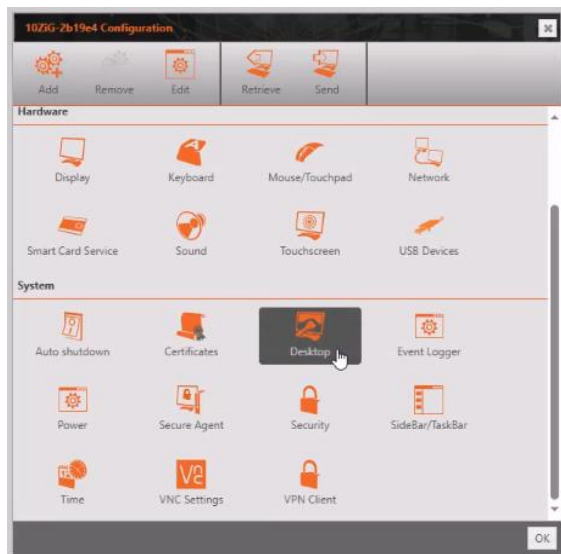 10ZiG-2b19e4 Configuration
Add Remove Edit Retrieve Send
Hardware
Display Keyboard Mouse/Touchpad Network
Smart Card Service Sound Touchscreen USB Devices
System
Auto shutdown Certificates Desktop Event Logger
Power Secure Agent Security SideBar/TaskBar
Time VNC Settings VPN Client
OK